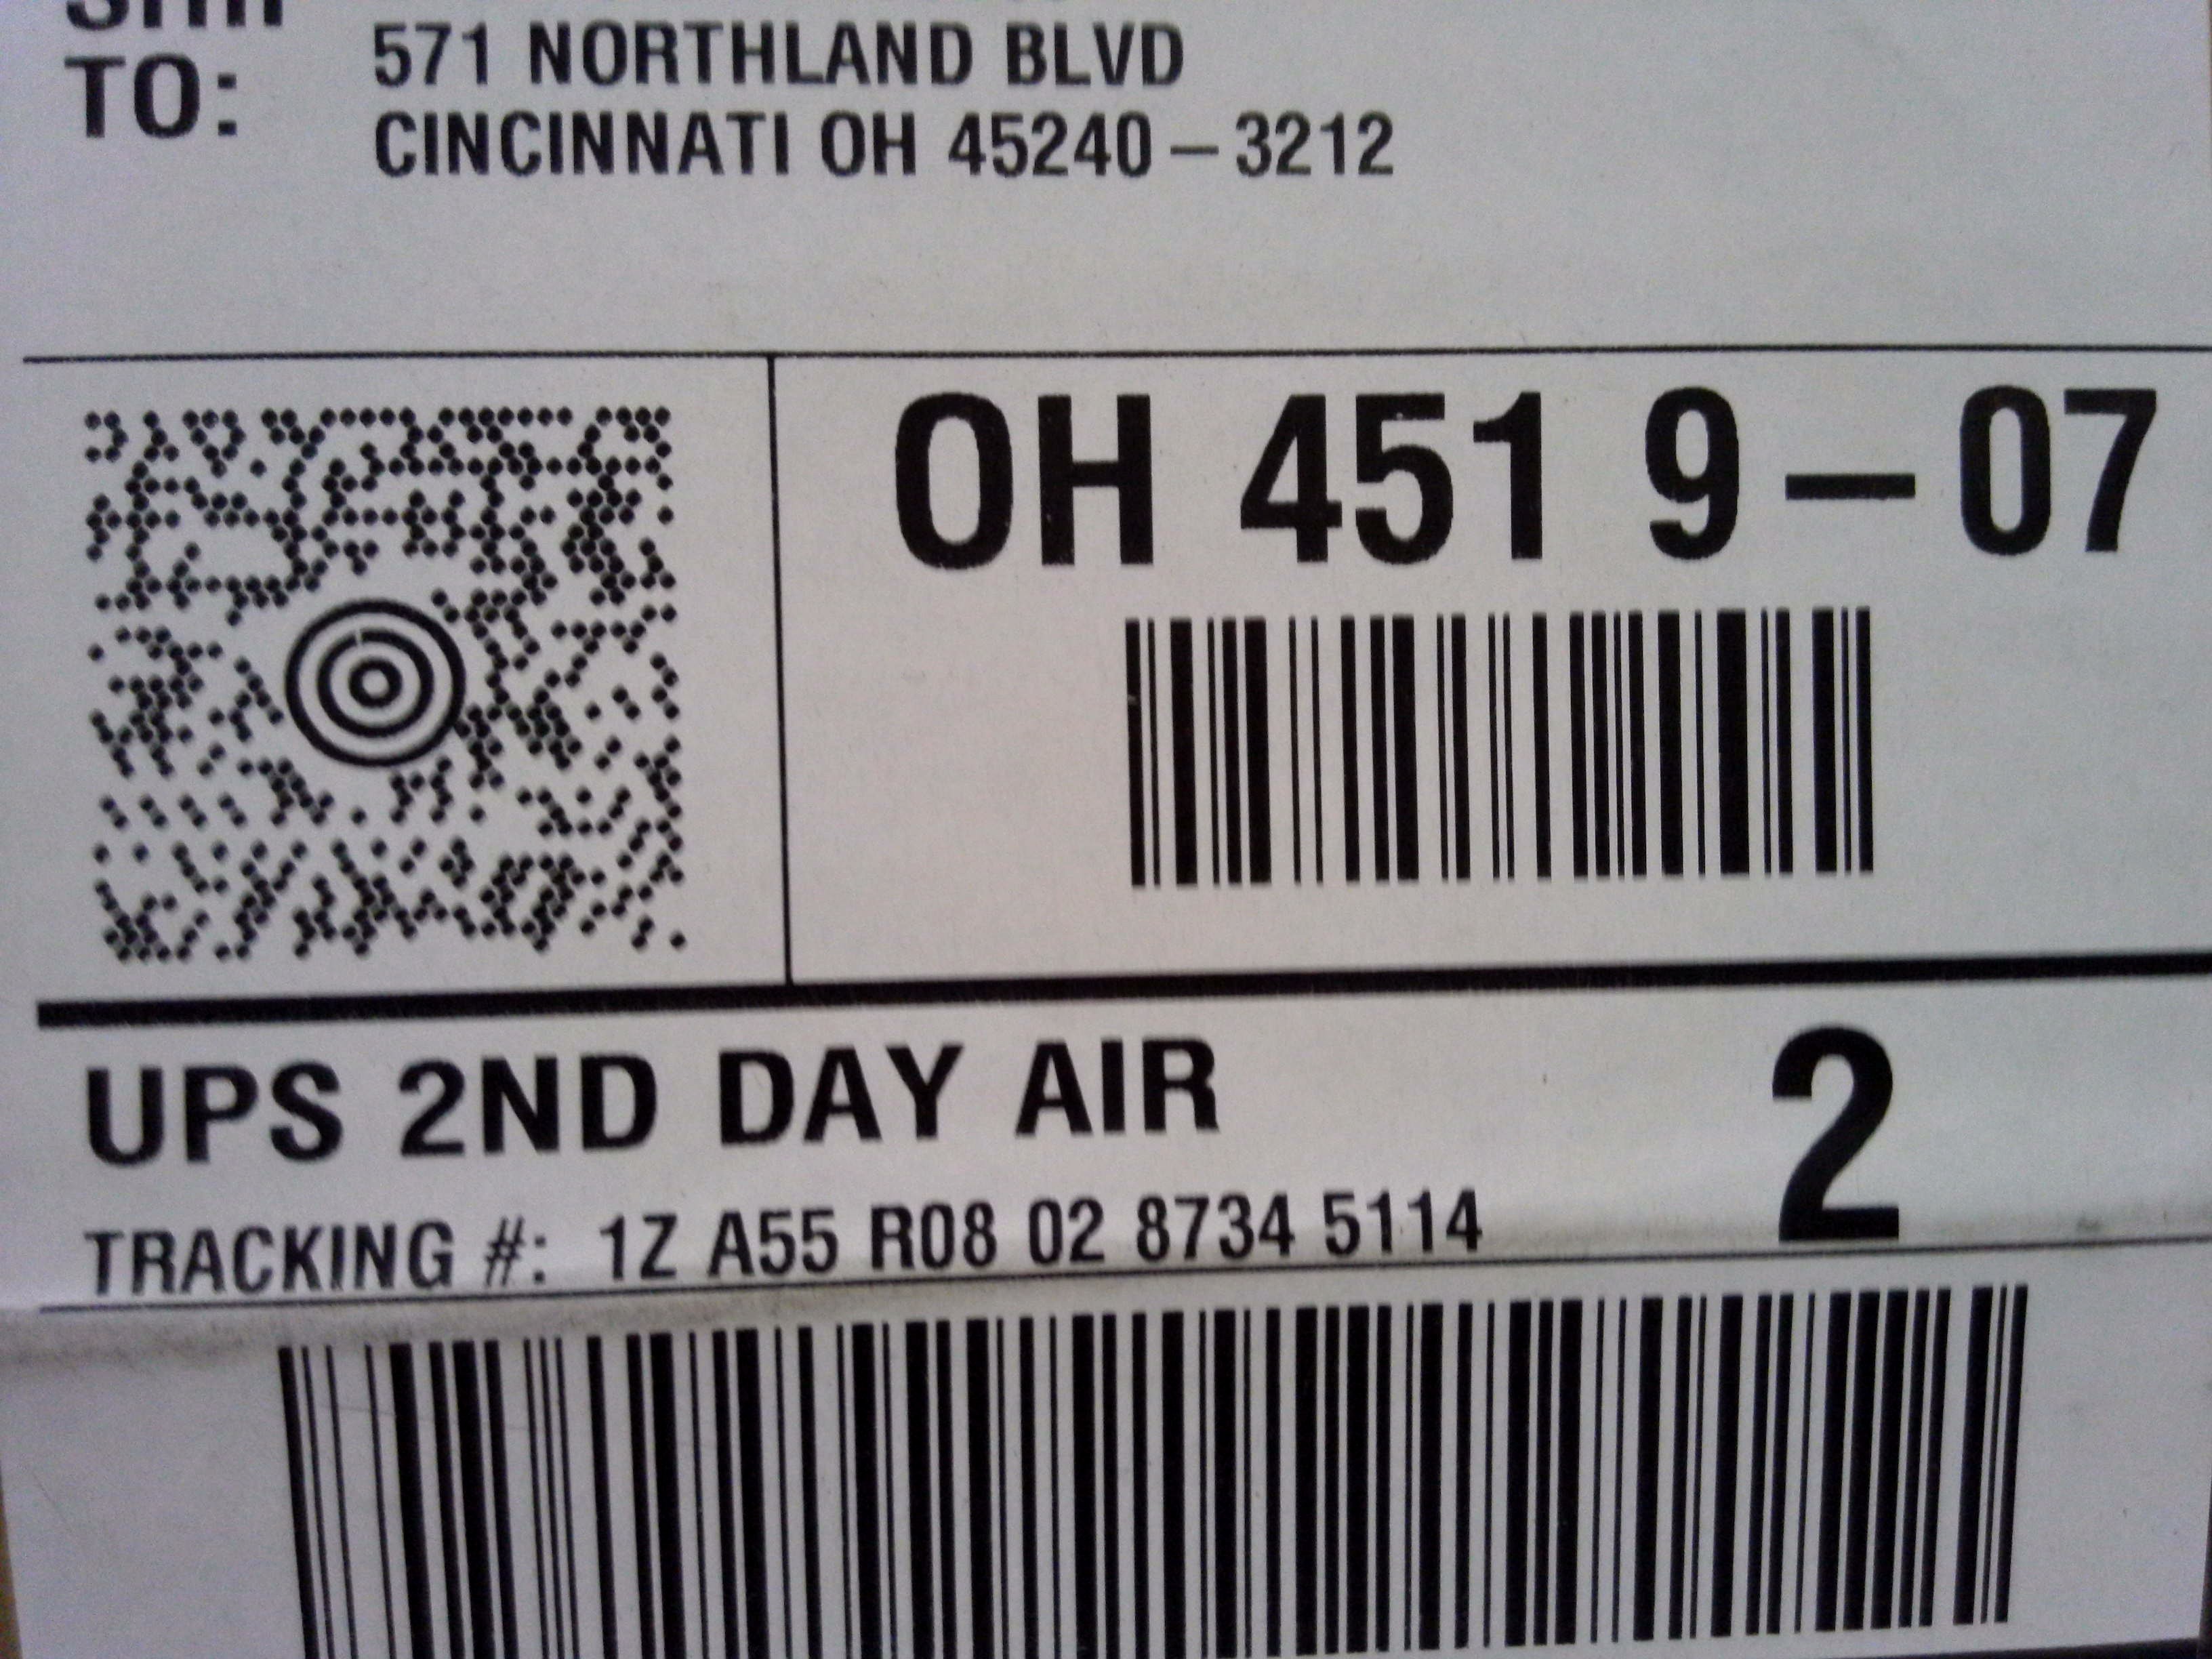 SHIP
TO:
571 NORTHLAND BLVD
CINCINNATI OH 45240-3212
OH 451 9-07
UPS 2ND DAY AIR
2
TRACKING #: 1Z A55 R08 02 8734 5114